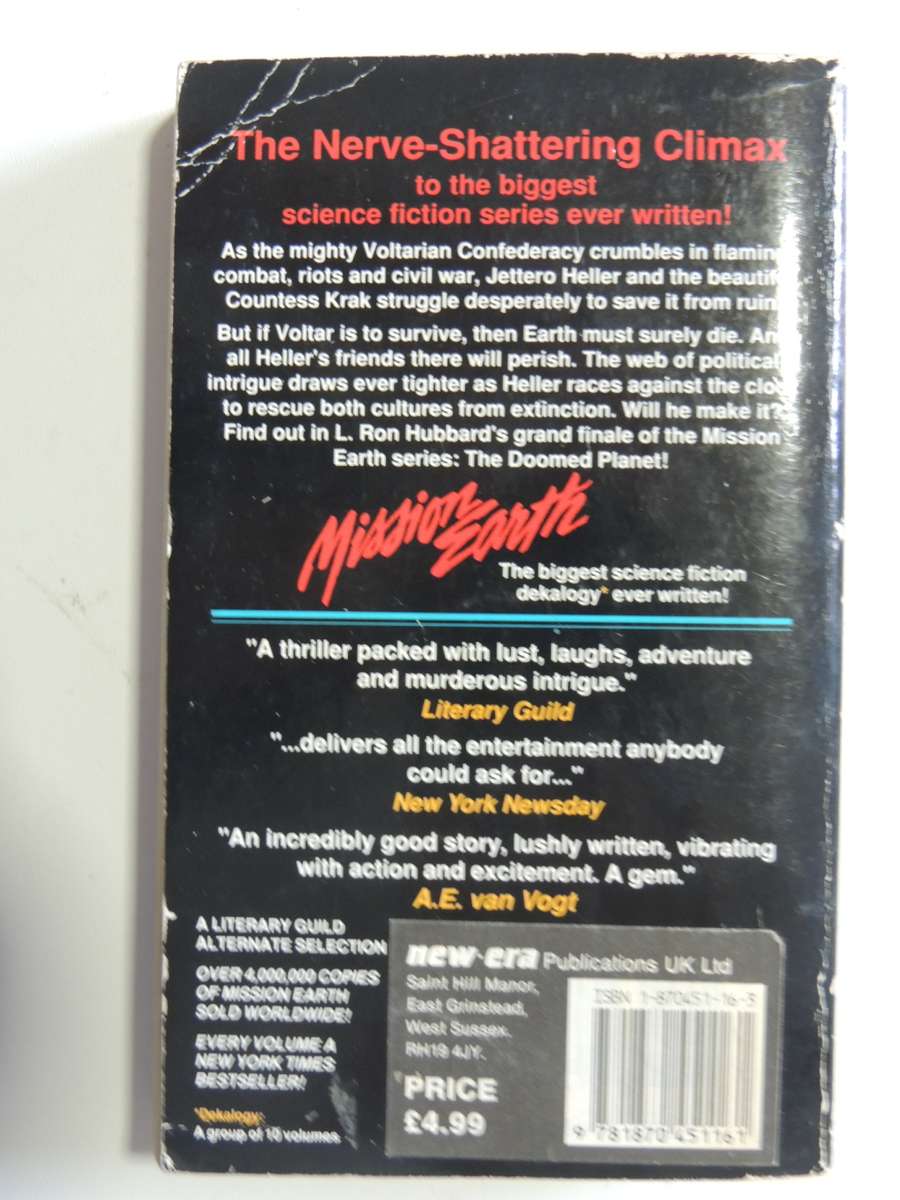 The Nerve-Shattering Climax
to the biggest
science fiction series ever written!
As the mighty Voltarian Confederacy crumbles in flamin
combat, riots and civil war, Jettero Heller and the beautif
Countess Krak struggle desperately to save it from ruin
But if Voltar is to survive, then Earth must surely die. An
all Heller's friends there will perish. The web of political
intrigue draws ever tighter as Heller races against the cloc
to rescue both cultures from extinction. Will he make it?
Find out in L. Ron Hubbard's grand finale of the Mission
Earth series: The Doomed Planet!
Mission Earth
The biggest science fiction
dekalogy* ever written!
"A thriller packed with lust, laughs, adventure
and murderous intrigue."
Literary Guild
"...delivers all the entertainment anybody
could ask for..."
New York Newsday
"An incredibly good story, lushly written, vibrating
with action and excitement. A gem."
A.E. van Vogt
A LITERARY GUILD
ALTERNATE SELECTION
OVER 4,000,000 COPIES
OF MISSION EARTH
SOLD WORLDWIDE!
EVERY VOLUME A
NEW YORK TIMES
BESTSELLER!
*Dekalogy:
A group of 10 volumes.
new·era Publications UK Ltd
Saint Hill Manor,
East Grinstead,
West Sussex.
RH19 4JY.
PRICE
£4.99
ISBN 1-870451-16-3
9 781870 451161